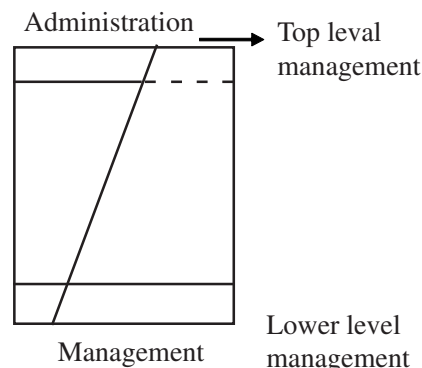 Administration
Top leval
management
Lower level
management
Management